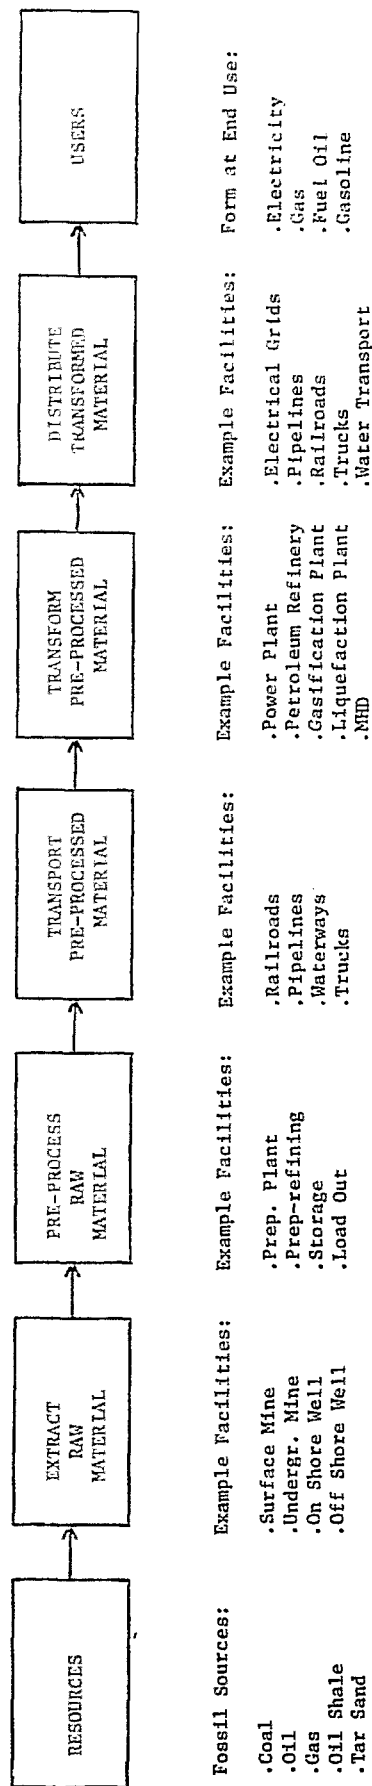 RESOURCES
EXTRACT
RAW
MATERIAL
PRE-PROCESS
RAW
MATERIAL
TRANSPORT
PRE-PROCESSED
MATERIAL
TRANSFORM
PRE-PROCESSED
MATERIAL
DISTRIBUTE
TRANSFORMED
MATERIAL
USERS
Fossil Sources:
.Coal
.Oil
.Gas
.Oil Shale
.Tar Sand
Example Facilities:
.Surface Mine
.Undergr. Mine
.On Shore Well
.Off Shore Well
Example Facilities:
.Prep. Plant
.Prep-refining
.Storage
.Load Out
Example Facilities:
.Railroads
.Pipelines
.Waterways
.Trucks
Example Facilities:
.Power Plant
.Petroleum Refinery
.Gasification Plant
.Liquefaction Plant
.MHD
Example Facilities:
.Electrical Grids
.Pipelines
.Railroads
.Trucks
.Water Transport
Form at End Use:
.Electricity
.Gas
.Fuel Oil
.Gasoline